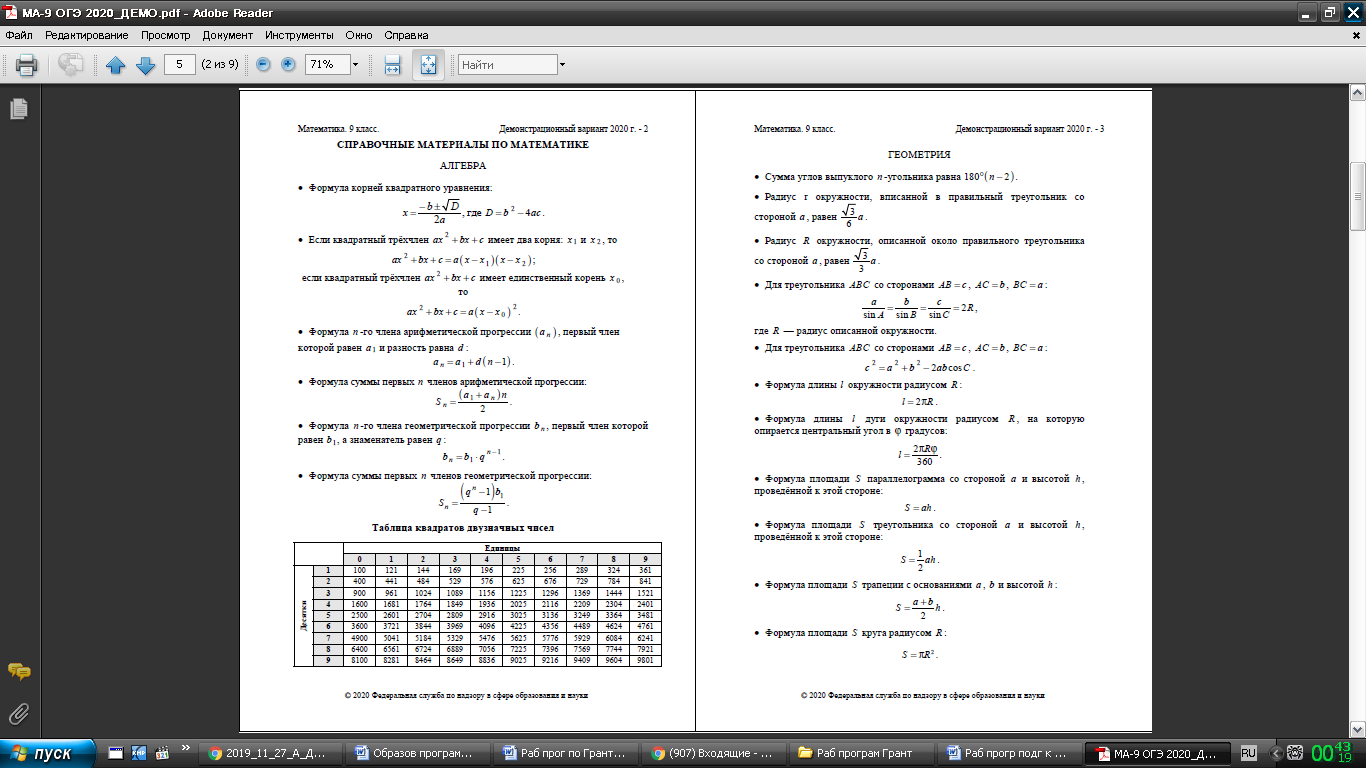 МА-9 ОГЭ 2020_ДЕМО.pdf - Adobe Reader
Файл Редактирование Просмотр Документ Инструменты Окно Справка
5 (2 из 9) 71% Найти
Математика. 9 класс. Демонстрационный вариант 2020 г. - 2
СПРАВОЧНЫЕ МАТЕРИАЛЫ ПО МАТЕМАТИКЕ
АЛГЕБРА
• Формула корней квадратного уравнения:
x = (−b ± √D) / 2a, где D = b² − 4ac.
• Если квадратный трёхчлен ax² + bx + c имеет два корня: x₁ и x₂, то
ax² + bx + c = a(x − x₁)(x − x₂);
если квадратный трёхчлен ax² + bx + c имеет единственный корень x₀,
то
ax² + bx + c = a(x − x₀)².
• Формула n-го члена арифметической прогрессии (aₙ), первый член
которой равен a₁ и разность равна d:
aₙ = a₁ + d(n − 1).
• Формула суммы первых n членов арифметической прогрессии:
Sₙ = (a₁ + aₙ)n / 2.
• Формула n-го члена геометрической прогрессии bₙ, первый член которой
равен b₁, а знаменатель равен q:
bₙ = b₁ · qⁿ⁻¹.
• Формула суммы первых n членов геометрической прогрессии:
Sₙ = (qⁿ − 1)b₁ / (q − 1).
Таблица квадратов двузначных чисел
Единицы
0 1 2 3 4 5 6 7 8 9
Десятки
1 100 121 144 169 196 225 256 289 324 361
2 400 441 484 529 576 625 676 729 784 841
3 900 961 1024 1089 1156 1225 1296 1369 1444 1521
4 1600 1681 1764 1849 1936 2025 2116 2209 2304 2401
5 2500 2601 2704 2809 2916 3025 3136 3249 3364 3481
6 3600 3721 3844 3969 4096 4225 4356 4489 4624 4761
7 4900 5041 5184 5329 5476 5625 5776 5929 6084 6241
8 6400 6561 6724 6889 7056 7225 7396 7569 7744 7921
9 8100 8281 8464 8649 8836 9025 9216 9409 9604 9801
© 2020 Федеральная служба по надзору в сфере образования и науки
Математика. 9 класс. Демонстрационный вариант 2020 г. - 3
ГЕОМЕТРИЯ
• Сумма углов выпуклого n-угольника равна 180°(n − 2).
• Радиус r окружности, вписанной в правильный треугольник со
стороной a, равен √3/6 a.
• Радиус R окружности, описанной около правильного треугольника
со стороной a, равен √3/3 a.
• Для треугольника ABC со сторонами AB = c, AC = b, BC = a:
a / sin A = b / sin B = c / sin C = 2R,
где R — радиус описанной окружности.
• Для треугольника ABC со сторонами AB = c, AC = b, BC = a:
c² = a² + b² − 2ab cos C.
• Формула длины l окружности радиусом R:
l = 2πR.
• Формула длины l дуги окружности радиусом R, на которую
опирается центральный угол в φ градусов:
l = 2πRφ / 360.
• Формула площади S параллелограмма со стороной a и высотой h,
проведённой к этой стороне:
S = ah.
• Формула площади S треугольника со стороной a и высотой h,
проведённой к этой стороне:
S = 1/2 ah.
• Формула площади S трапеции с основаниями a, b и высотой h:
S = (a + b)/2 h.
• Формула площади S круга радиусом R:
S = πR².
© 2020 Федеральная служба по надзору в сфере образования и науки
пуск » 2019_11_27_А_Д... Образов програм... Раб прог по Грант... (907) Входящие - ... Раб програм Грант Раб прогр подг к ... МА-9 ОГЭ 2020_Д... RU 00 43 19